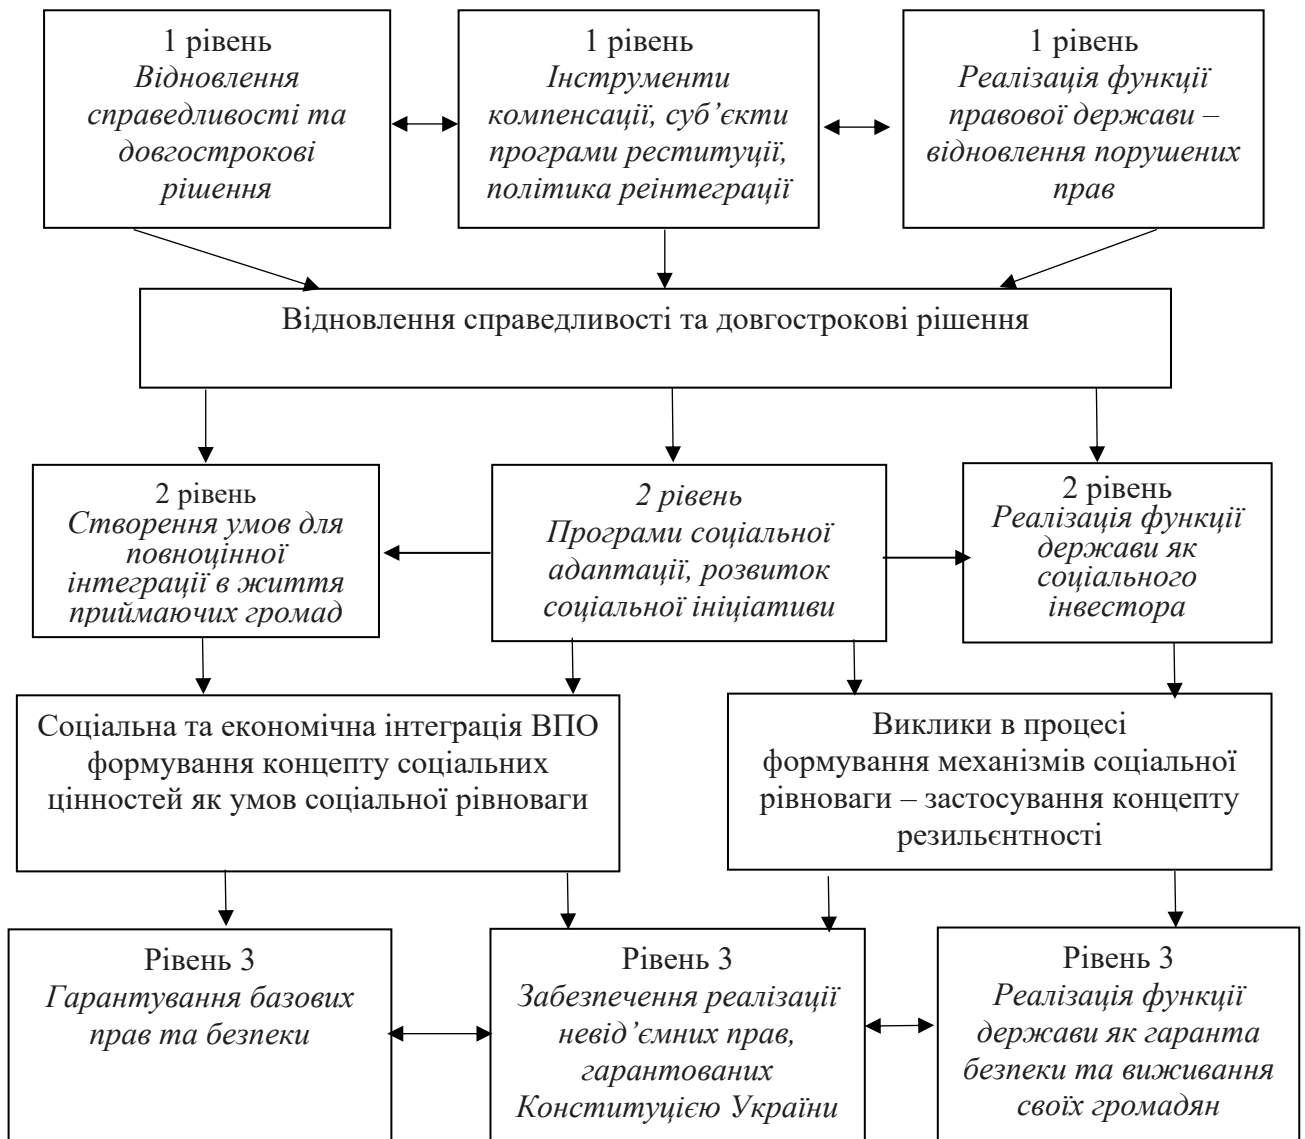 1 рівень
Відновлення
справедливості та
довгострокові
рішення
1 рівень
Інструменти
компенсації, суб’єкти
програми реституції,
політика реінтеграції
1 рівень
Реалізація функції
правової держави –
відновлення порушених
прав
Відновлення справедливості та довгострокові рішення
2 рівень
Створення умов для
повноцінної
інтеграції в життя
приймаючих громад
2 рівень
Програми соціальної
адаптації, розвиток
соціальної ініціативи
2 рівень
Реалізація функції
держави як
соціального
інвестора
Соціальна та економічна інтеграція ВПО
формування концепту соціальних
цінностей як умов соціальної рівноваги
Виклики в процесі
формування механізмів соціальної
рівноваги – застосування концепту
резильєнтності
Рівень 3
Гарантування базових
прав та безпеки
Рівень 3
Забезпечення реалізації
невід’ємних прав,
гарантованих
Конституцією України
Рівень 3
Реалізація функції
держави як гаранта
безпеки та виживання
своїх громадян